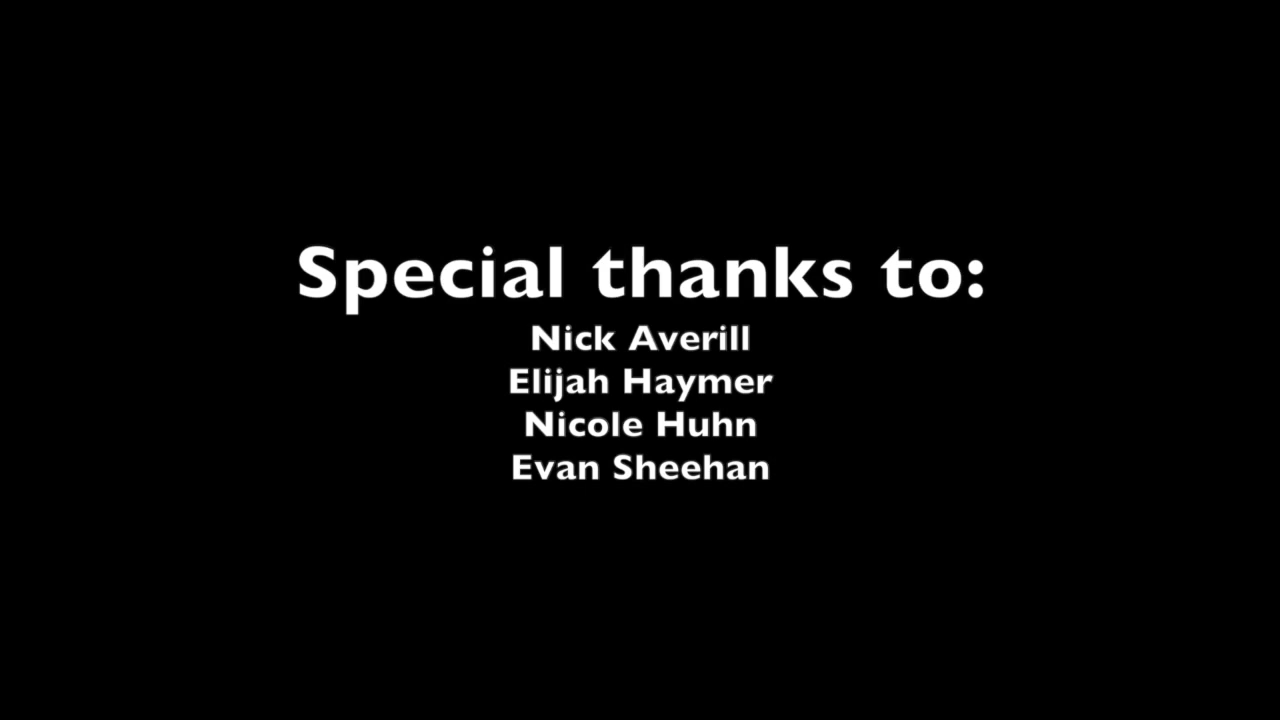 Special thanks to:
Nick Averill
Elijah Haymer
Nicole Huhn
Evan Sheehan